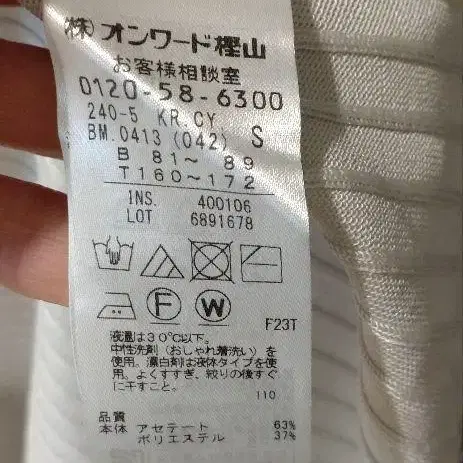 (株)オンワード樫山
お客様相談室
0120-58-6300
240-5 KR CY
BM.0413 (042) S
B 81~ 89
T160~172
INS. 400106
LOT 6891678
F W
F23T
液温は30℃以下。
中性洗剤(おしゃれ着洗い)を
使用。漂白剤は液体タイプを使
用。よくすすぎ、絞りの後すぐ
に干すこと。
110
品質
本体 アセテート 63%
ポリエステル 37%